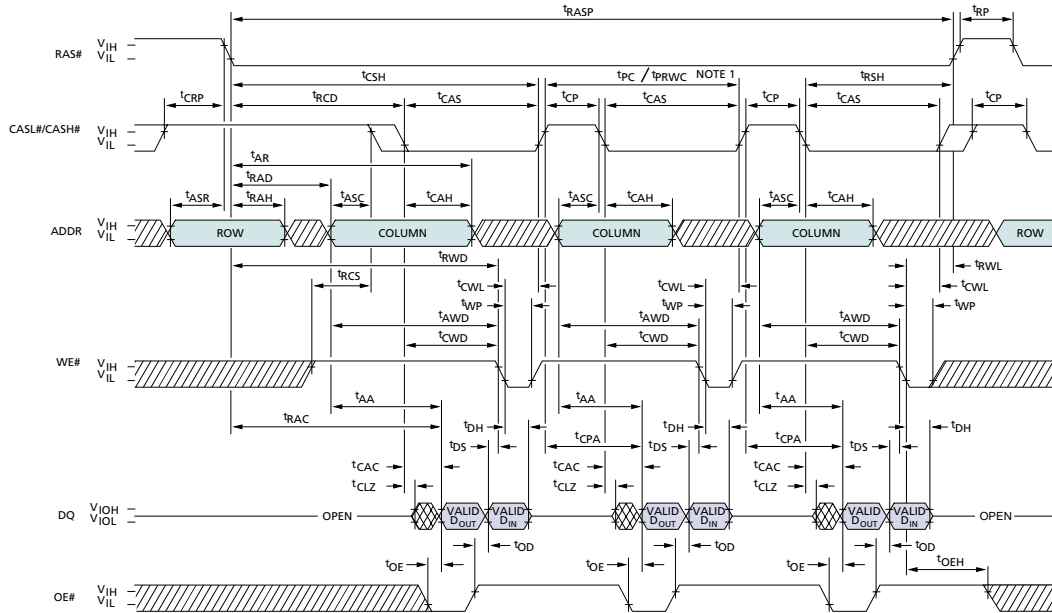 tRASP tRP
RAS# VIH
VIL
tCSH tPC / tPRWC NOTE 1 tRSH
tCRP tRCD tCAS tCP tCAS tCP tCAS tCP
CASL#/CASH# VIH
VIL
tAR
tRAD
tASR tRAH tASC tCAH tASC tCAH tASC tCAH
ADDR VIH
VIL
ROW COLUMN COLUMN COLUMN ROW
tRWD tRWL
tRCS tCWL tCWL tCWL
tWP tWP tWP
tAWD tAWD tAWD
tCWD tCWD tCWD
WE# VIH
VIL
tAA tAA tAA
tRAC tDH tDH tDH
tDS tCPA tDS tCPA tDS
tCAC tCAC tCAC
tCLZ tCLZ tCLZ
DQ VIOH
VIOL
OPEN VALID DOUT VALID DIN VALID DOUT VALID DIN VALID DOUT VALID DIN OPEN
tOD tOD tOD
tOE tOE tOE tOEH
OE# VIH
VIL